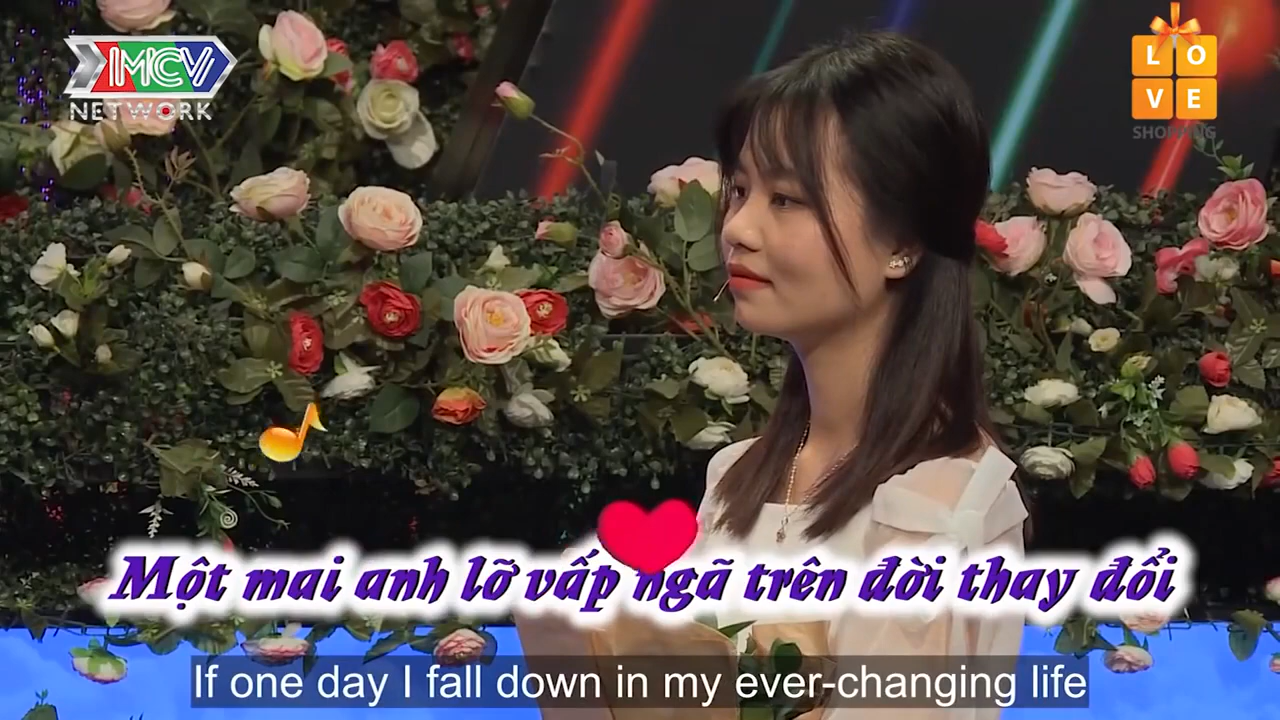 MCV
NETWORK
LOVE
SHOPPING
Một mai anh lỡ vấp ngã trên đời thay đổi
If one day I fall down in my ever-changing life